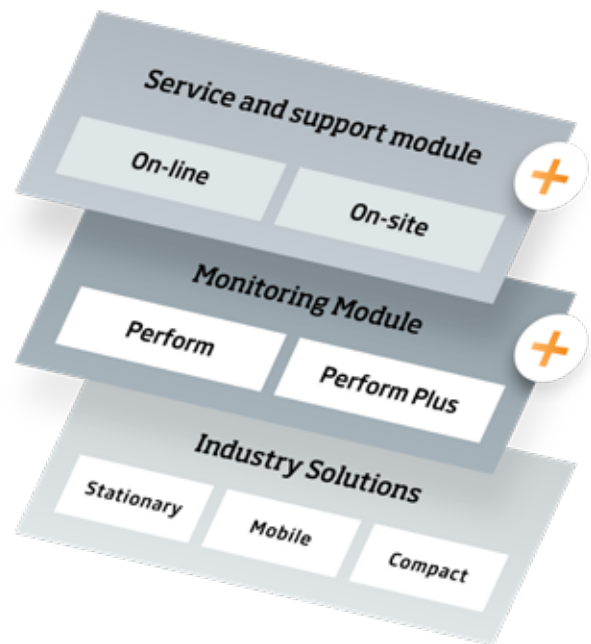 Service and support module
On-line
On-site
Monitoring Module
Perform
Perform Plus
Industry Solutions
Stationary
Mobile
Compact